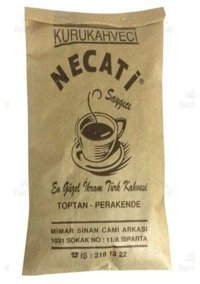 KURUKAHVECİ
NECATİ®
Saygıcı
En Güzel İkram Türk Kahvesi
TOPTAN - PERAKENDE
MİMAR SİNAN CAMİ ARKASI
1031 SOKAK NO : 11/A ISPARTA
☎ İŞ : 218 18 22